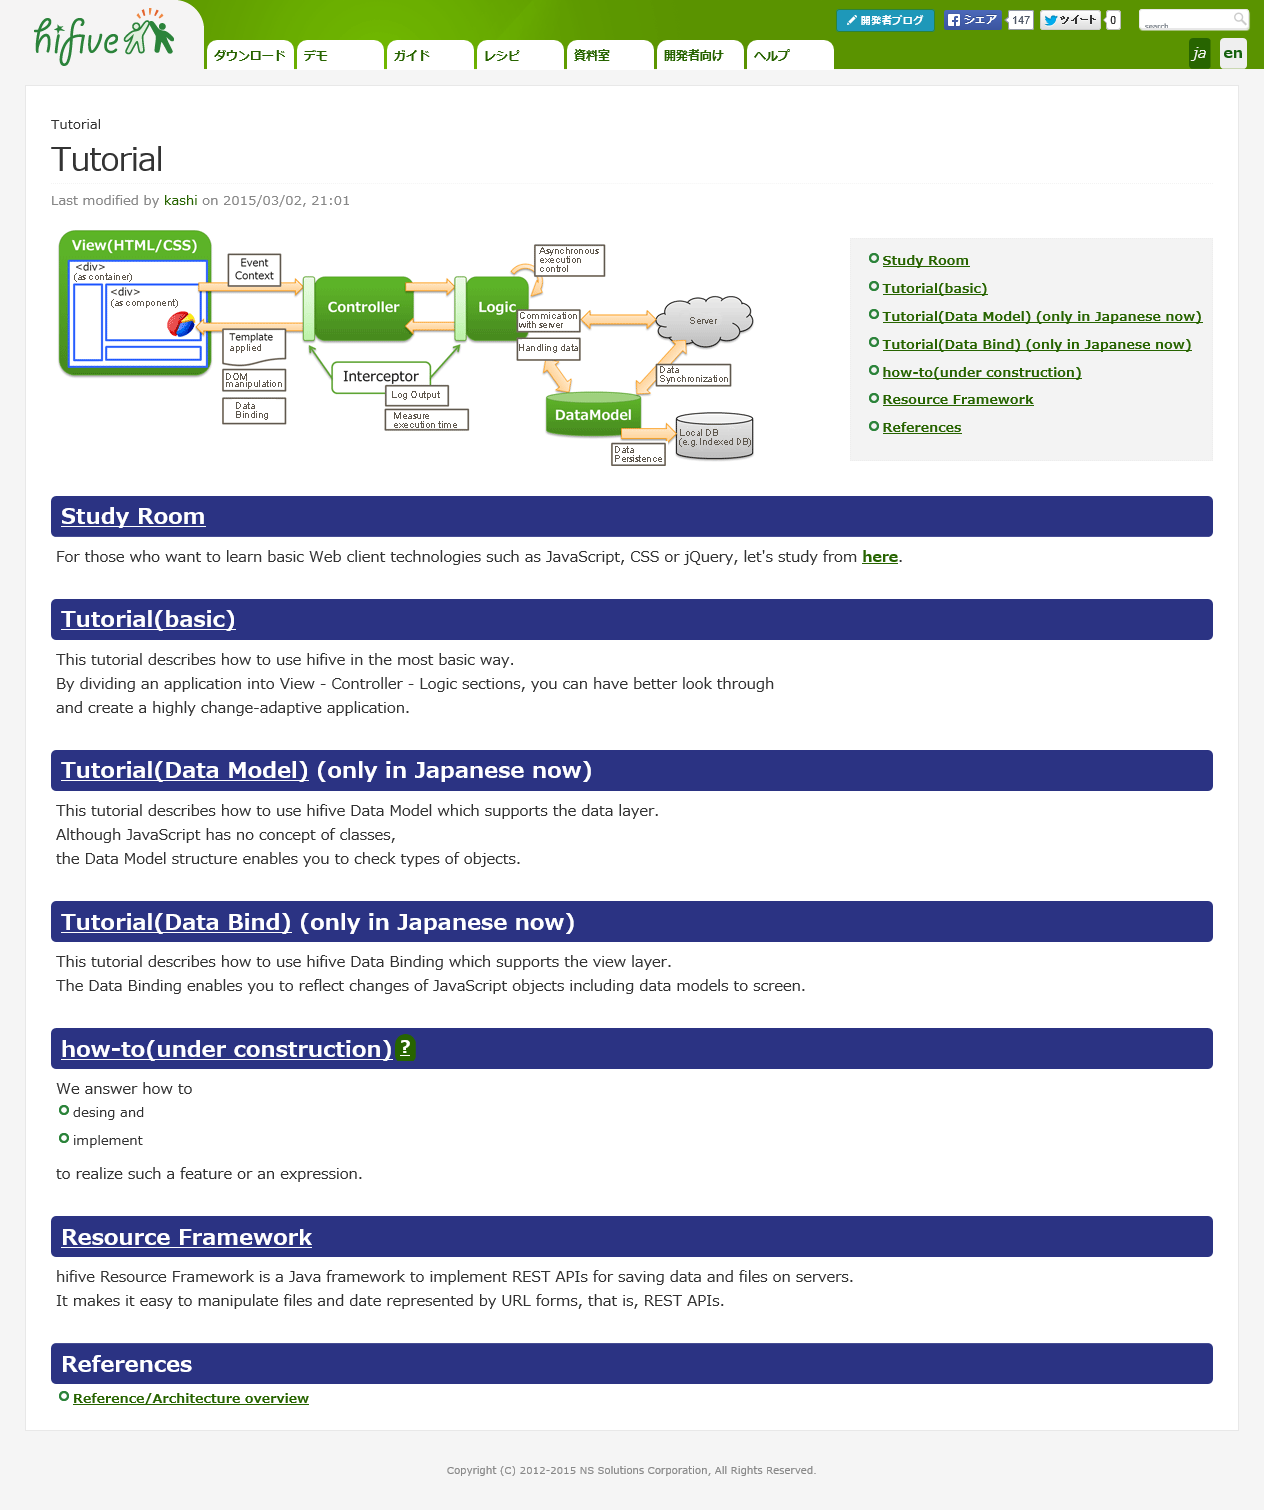 hifive
開発者ブログ
シェア
147
ツイート
0
search
ダウンロード
デモ
ガイド
レシピ
資料室
開発者向け
ヘルプ
ja
en
Tutorial
Tutorial
Last modified by kashi on 2015/03/02, 21:01
View(HTML/CSS)
<div>
(as container)
<div>
(as component)
Event
Context
Template
applied
DOM
manipulation
Data
Binding
Controller
Interceptor
Log Output
Measure
execution time
Logic
Asynchronous
execution
control
Commication
with server
Handling data
Server
Data
Synchronization
DataModel
Data
Persistence
Local DB
(e.g. Indexed DB)
Study Room
Tutorial(basic)
Tutorial(Data Model) (only in Japanese now)
Tutorial(Data Bind) (only in Japanese now)
how-to(under construction)
Resource Framework
References
Study Room
For those who want to learn basic Web client technologies such as JavaScript, CSS or jQuery, let's study from here.
Tutorial(basic)
This tutorial describes how to use hifive in the most basic way.
By dividing an application into View - Controller - Logic sections, you can have better look through
and create a highly change-adaptive application.
Tutorial(Data Model) (only in Japanese now)
This tutorial describes how to use hifive Data Model which supports the data layer.
Although JavaScript has no concept of classes,
the Data Model structure enables you to check types of objects.
Tutorial(Data Bind) (only in Japanese now)
This tutorial describes how to use hifive Data Binding which supports the view layer.
The Data Binding enables you to reflect changes of JavaScript objects including data models to screen.
how-to(under construction)?
We answer how to
desing and
implement
to realize such a feature or an expression.
Resource Framework
hifive Resource Framework is a Java framework to implement REST APIs for saving data and files on servers.
It makes it easy to manipulate files and date represented by URL forms, that is, REST APIs.
References
Reference/Architecture overview
Copyright (C) 2012-2015 NS Solutions Corporation, All Rights Reserved.